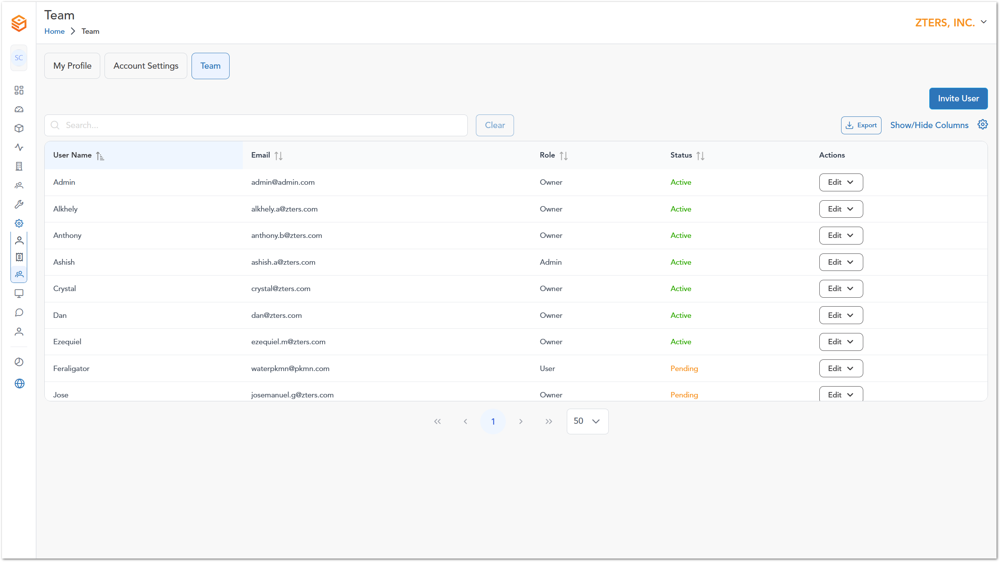 Team
Home > Team
ZTERS, INC.
SC
My Profile
Account Settings
Team
Invite User
Search...
Clear
Export
Show/Hide Columns
User Name Email Role Status Actions
Admin admin@admin.com Owner Active Edit
Alkhely alkhely.a@zters.com Owner Active Edit
Anthony anthony.b@zters.com Owner Active Edit
Ashish ashish.a@zters.com Admin Active Edit
Crystal crystal@zters.com Owner Active Edit
Dan dan@zters.com Owner Active Edit
Ezequiel ezequiel.m@zters.com Owner Active Edit
Feraligator waterpkmn@pkmn.com User Pending Edit
Jose josemanuel.g@zters.com Owner Pending Edit
« ‹ 1 › » 50